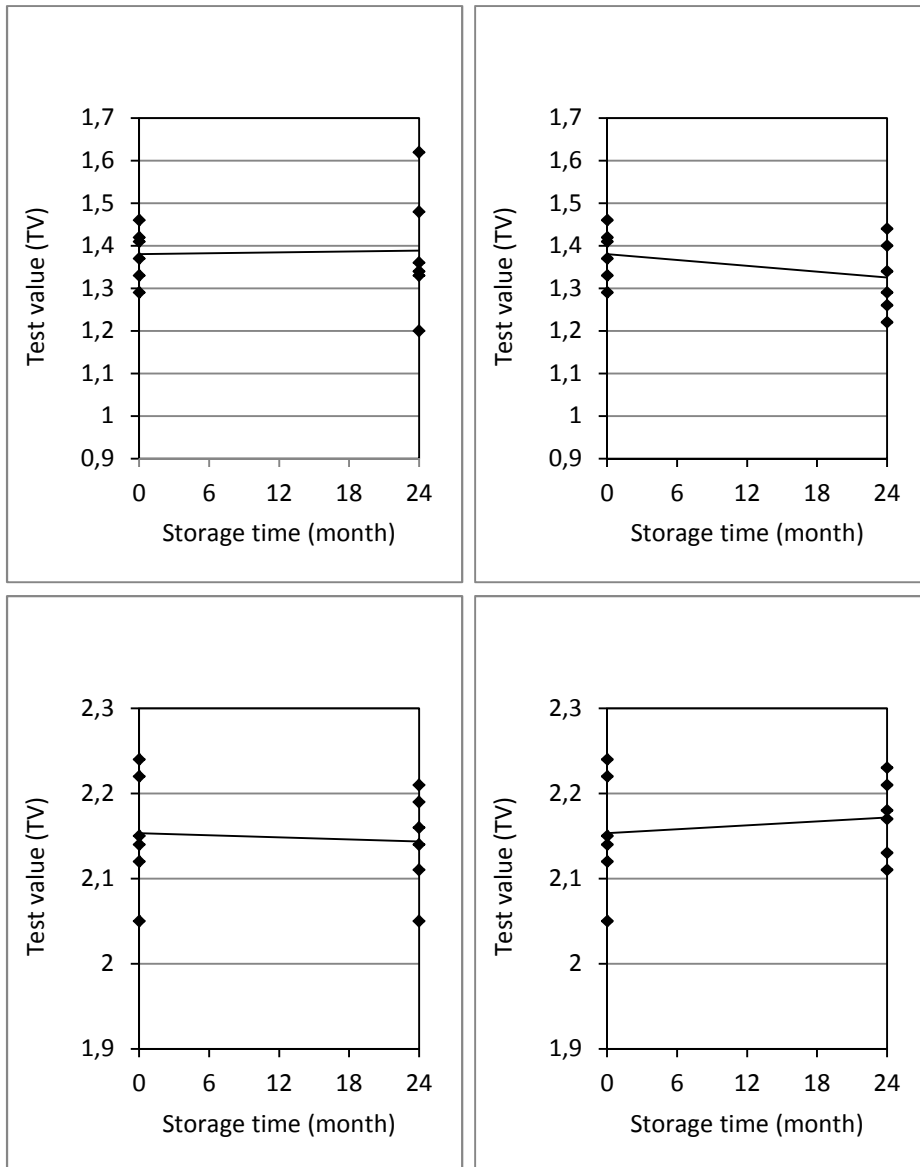 1,7
1,6
1,5
1,4
1,3
1,2
1,1
1
0,9
0 6 12 18 24
Test value (TV)
Storage time (month)
1,7
1,6
1,5
1,4
1,3
1,2
1,1
1
0,9
0 6 12 18 24
Test value (TV)
Storage time (month)
2,3
2,2
2,1
2
1,9
0 6 12 18 24
Test value (TV)
Storage time (month)
2,3
2,2
2,1
2
1,9
0 6 12 18 24
Test value (TV)
Storage time (month)